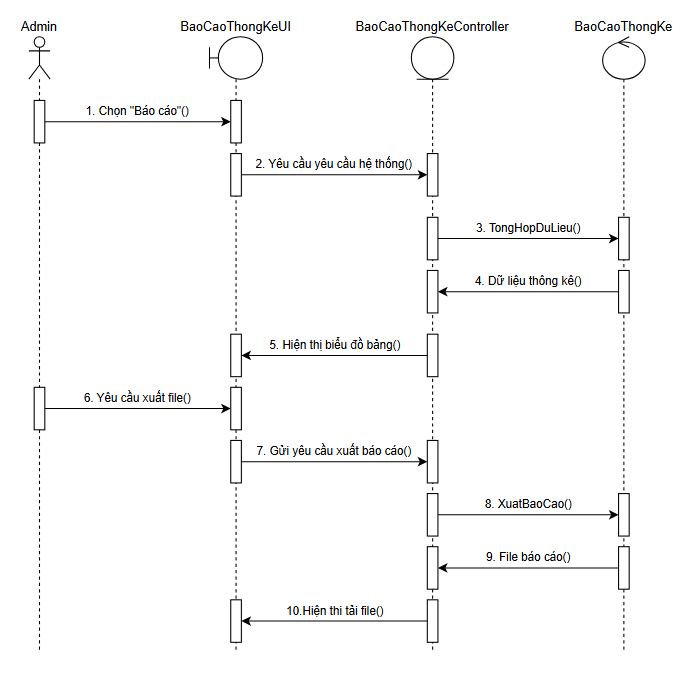 Admin
BaoCaoThongKeUI
BaoCaoThongKeController
BaoCaoThongKe
1. Chọn "Báo cáo"()
2. Yêu cầu yêu cầu hệ thống()
3. TongHopDuLieu()
4. Dữ liệu thông kê()
5. Hiện thị biểu đồ bảng()
6. Yêu cầu xuất file()
7. Gửi yêu cầu xuất báo cáo()
8. XuatBaoCao()
9. File báo cáo()
10.Hiện thi tải file()